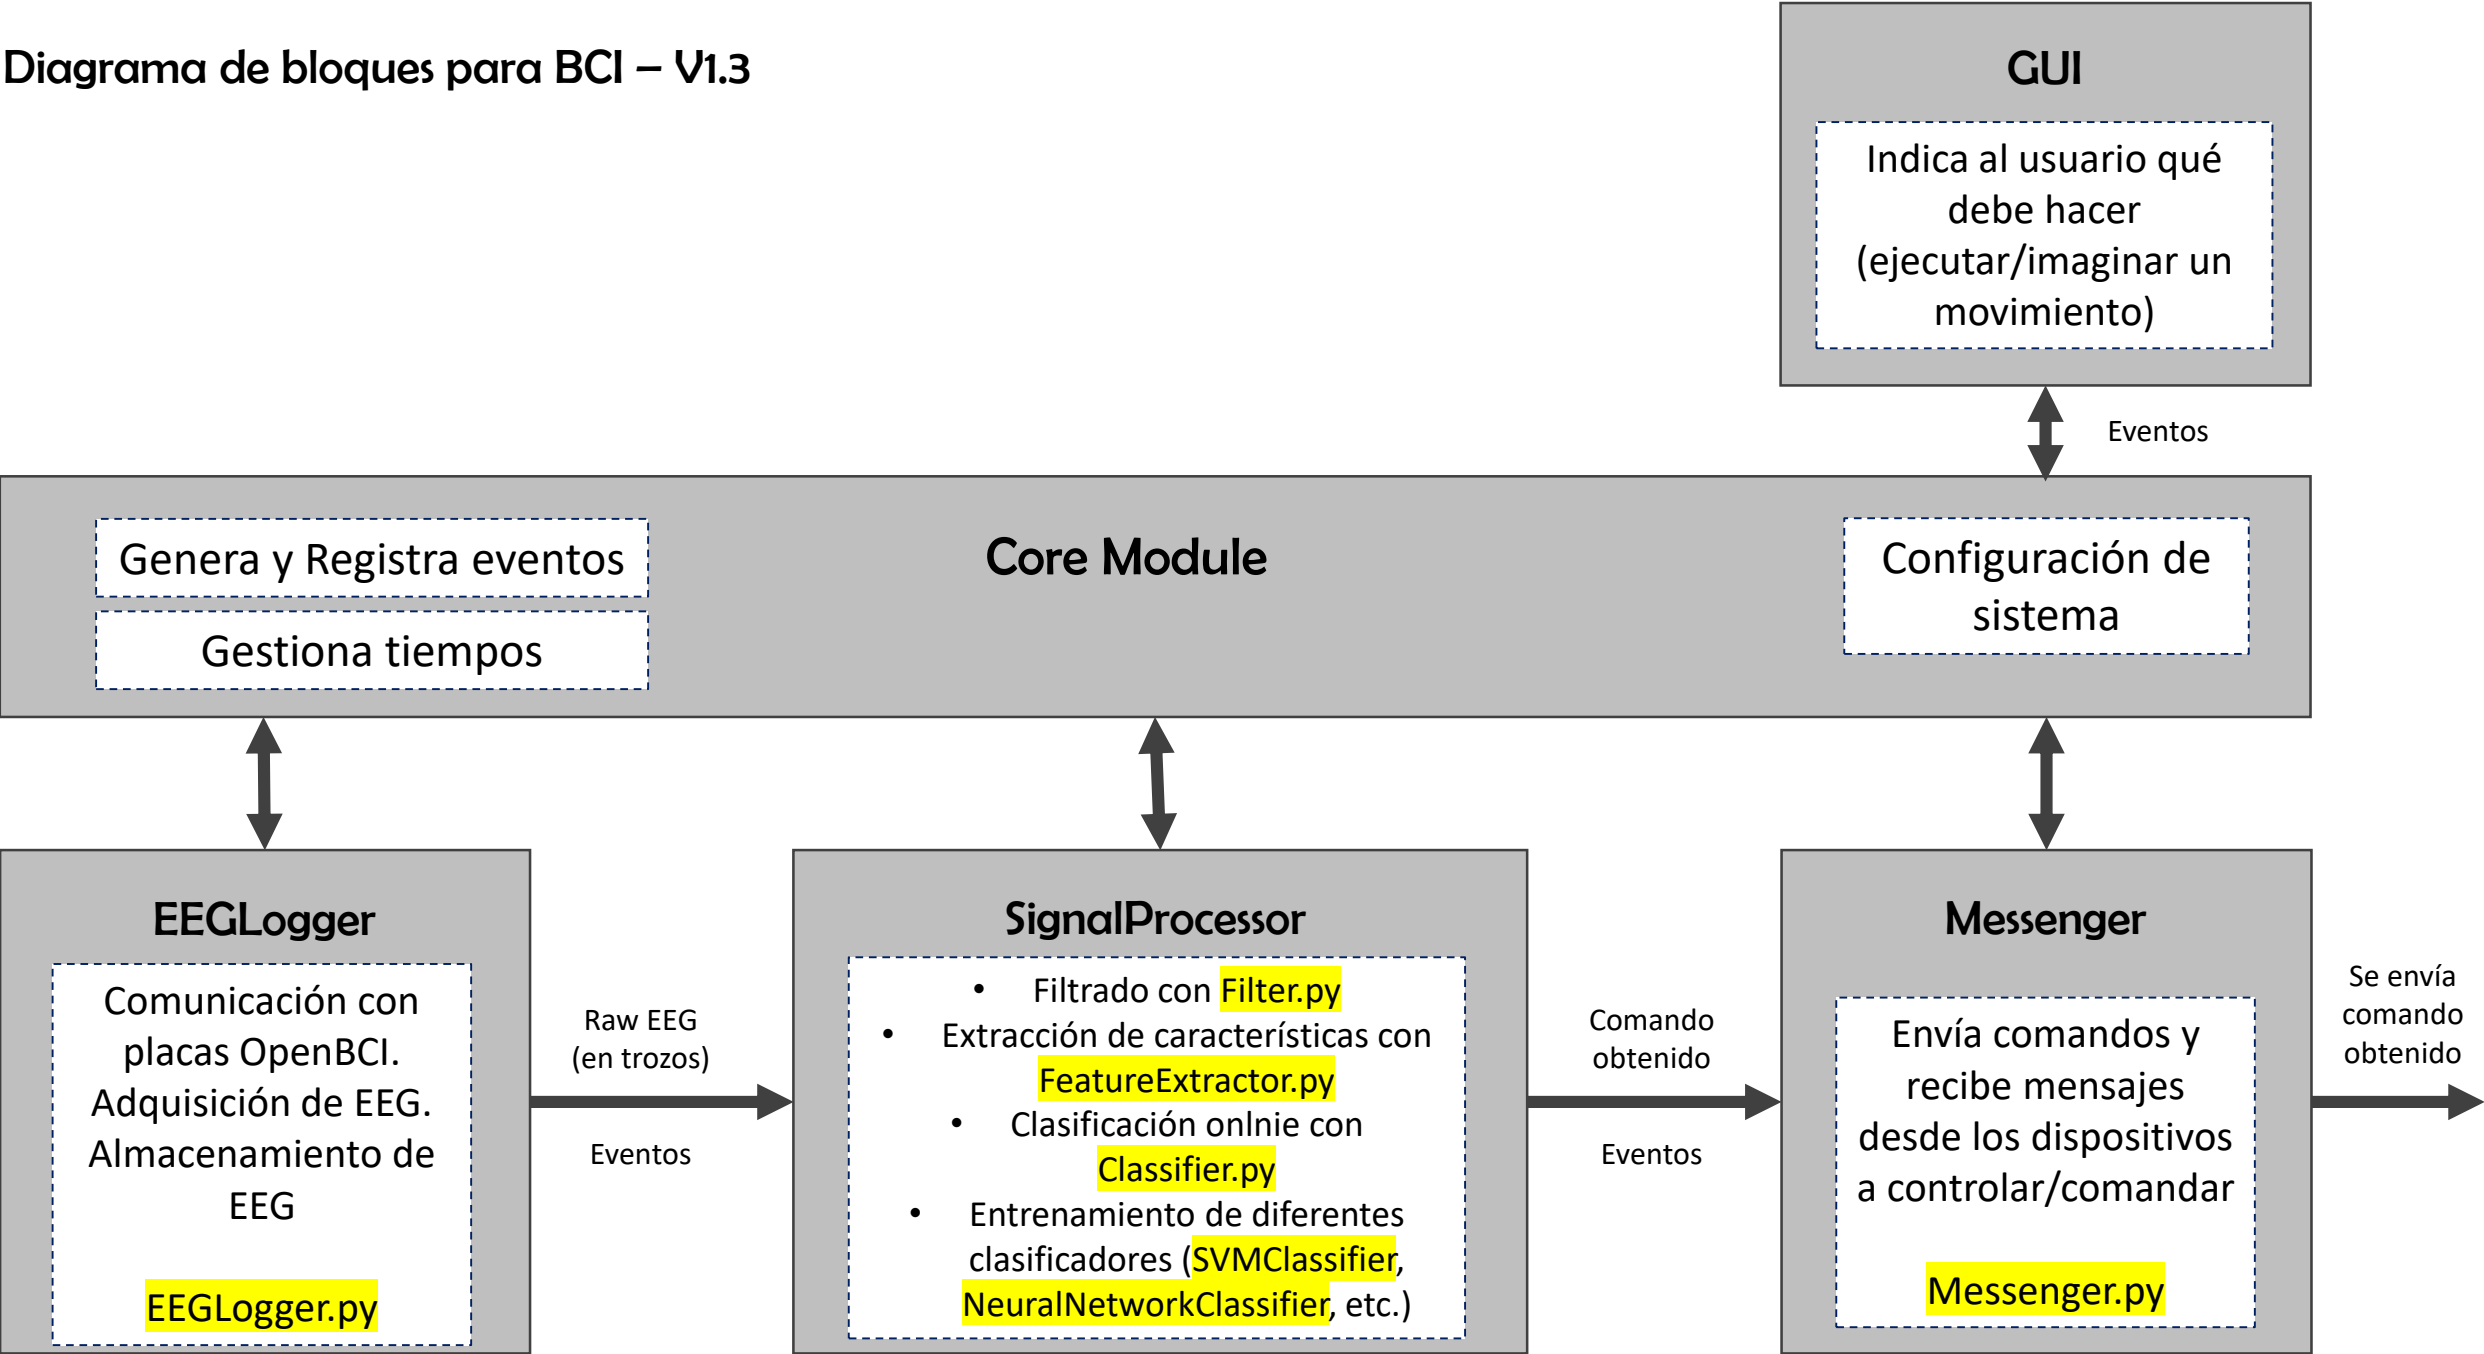 Diagrama de bloques para BCI – V1.3
GUI
Indica al usuario qué
debe hacer
(ejecutar/imaginar un
movimiento)
Eventos
Genera y Registra eventos
Gestiona tiempos
Core Module
Configuración de
sistema
EEGLogger
Comunicación con
placas OpenBCI.
Adquisición de EEG.
Almacenamiento de
EEG
EEGLogger.py
Raw EEG
(en trozos)
Eventos
SignalProcessor
• Filtrado con Filter.py
• Extracción de características con
FeatureExtractor.py
• Clasificación onlnie con
Classifier.py
• Entrenamiento de diferentes
clasificadores (SVMClassifier,
NeuralNetworkClassifier, etc.)
Comando
obtenido
Eventos
Messenger
Envía comandos y
recibe mensajes
desde los dispositivos
a controlar/comandar
Messenger.py
Se envía
comando
obtenido